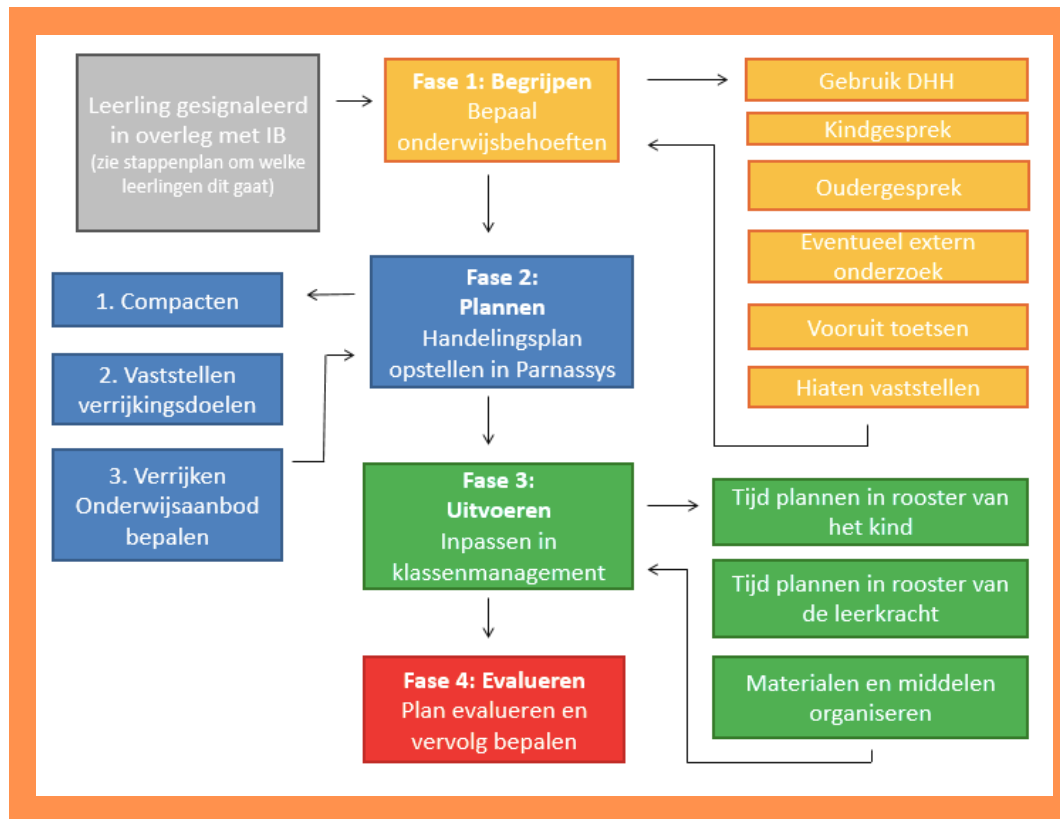 Leerling gesignaleerd
in overleg met IB
(zie stappenplan om welke
leerlingen dit gaat)
Fase 1: Begrijpen
Bepaal
onderwijsbehoeften
Gebruik DHH
Kindgesprek
Oudergesprek
Eventueel extern
onderzoek
Vooruit toetsen
Hiaten vaststellen
Fase 2:
Plannen
Handelingsplan
opstellen in Parnassys
1. Compacten
2. Vaststellen
verrijkingsdoelen
3. Verrijken
Onderwijsaanbod
bepalen
Fase 3:
Uitvoeren
Inpassen in
klassenmanagement
Tijd plannen in rooster van
het kind
Tijd plannen in rooster van
de leerkracht
Materialen en middelen
organiseren
Fase 4: Evalueren
Plan evalueren en
vervolg bepalen